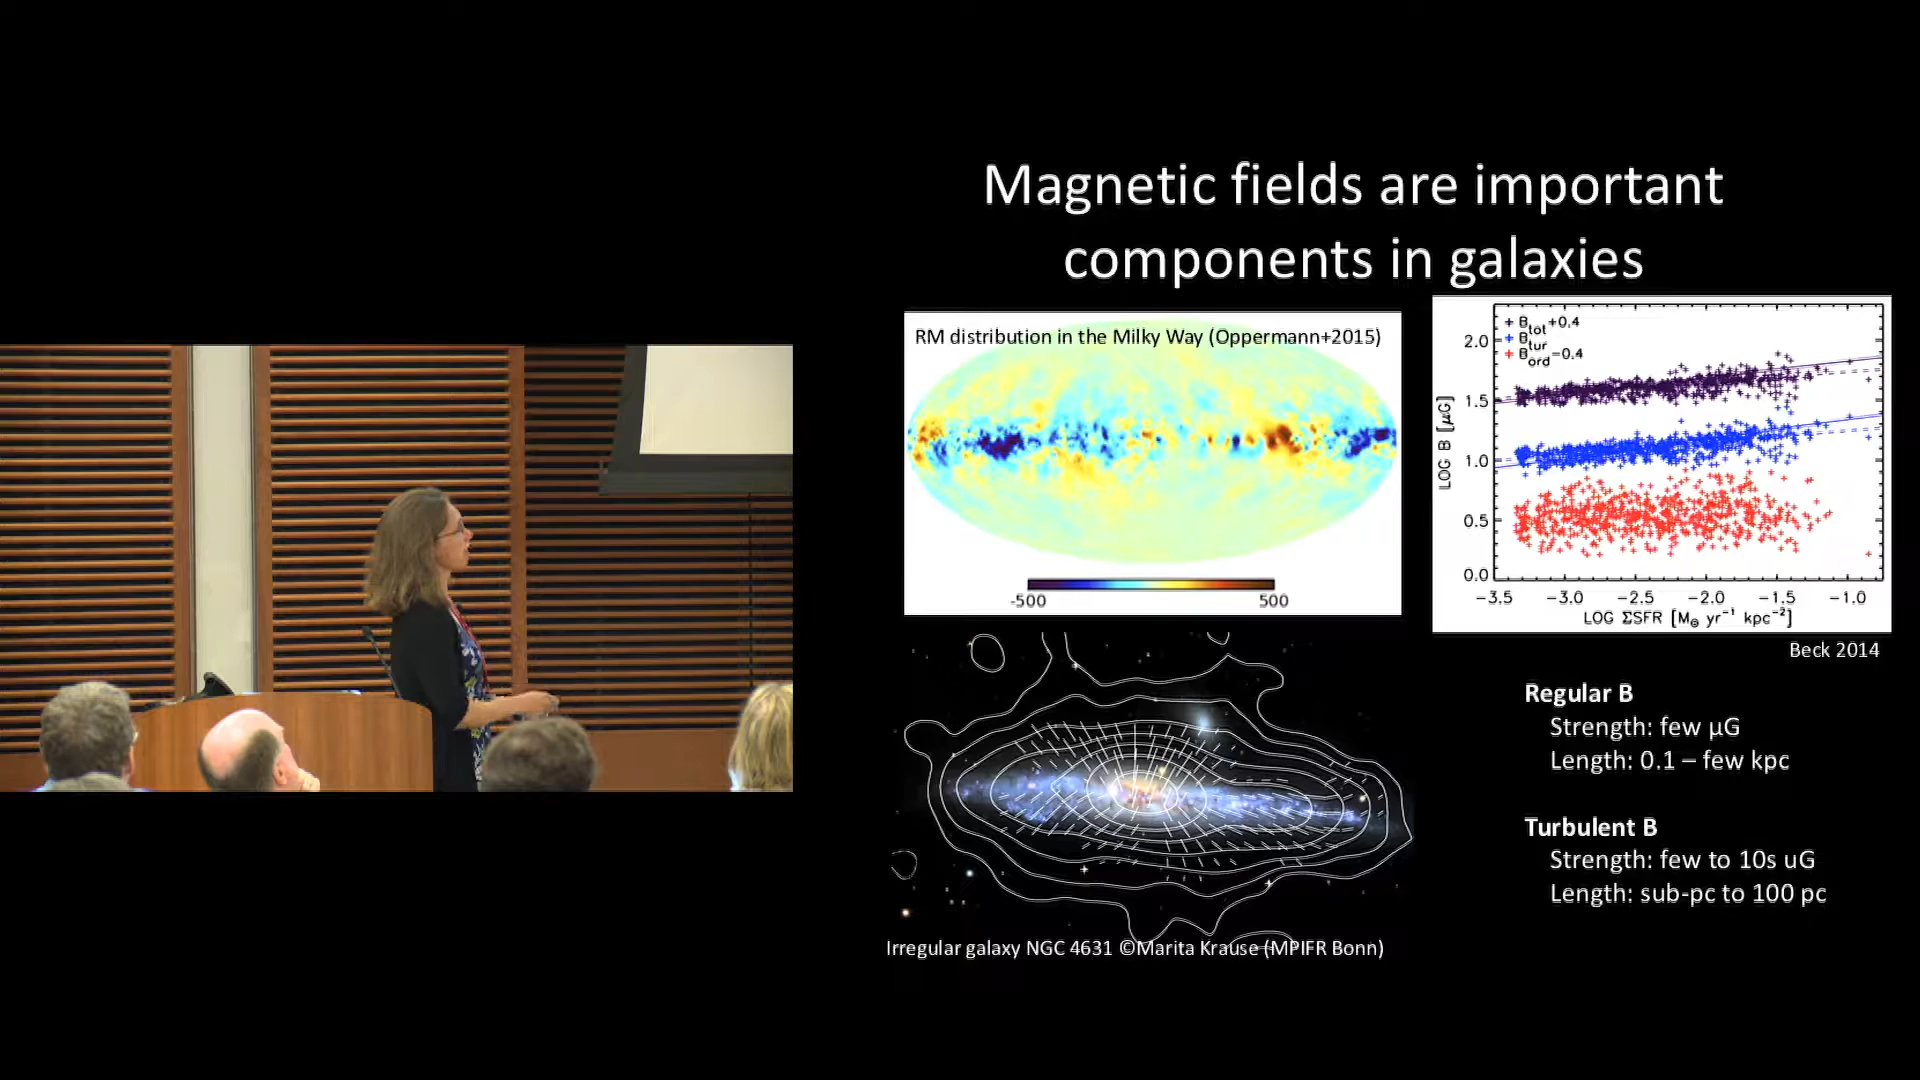 Magnetic fields are important
components in galaxies
RM distribution in the Milky Way (Oppermann+2015)
-500 500
Irregular galaxy NGC 4631 ©Marita Krause (MPIFR Bonn)
Btot+0.4
Btur
Bord-0.4
LOG B [μG]
2.0
1.5
1.0
0.5
0.0
-3.5 -3.0 -2.5 -2.0 -1.5 -1.0
LOG ΣSFR [M⊙ yr⁻¹ kpc⁻²]
Beck 2014
Regular B
Strength: few μG
Length: 0.1 – few kpc
Turbulent B
Strength: few to 10s uG
Length: sub-pc to 100 pc